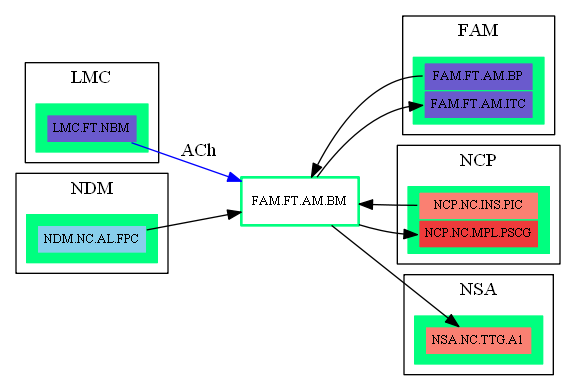 FAM
FAM.FT.AM.BP
FAM.FT.AM.ITC
LMC
LMC.FT.NBM
ACh
NDM
NDM.NC.AL.FPC
FAM.FT.AM.BM
NCP
NCP.NC.INS.PIC
NCP.NC.MPL.PSCG
NSA
NSA.NC.TTG.A1